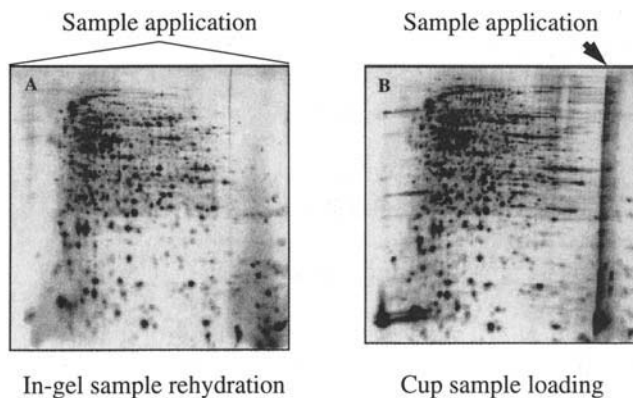 Sample application
Sample application
A
B
In-gel sample rehydration
Cup sample loading